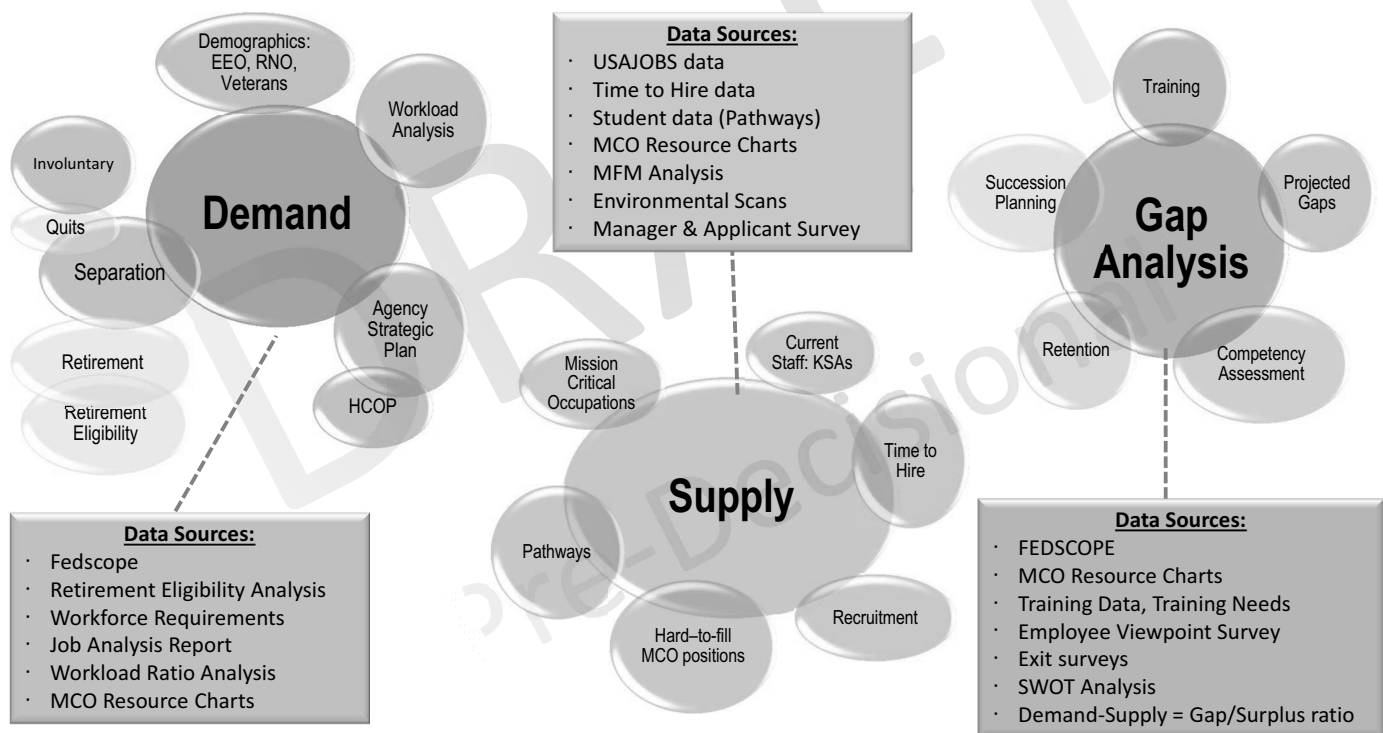 Demographics:
EEO, RNO,
Veterans
Workload
Analysis
Involuntary
Quits
Separation
Demand
Retirement
Retirement
Eligibility
Agency
Strategic
Plan
HCOP
Data Sources:
· Fedscope
· Retirement Eligibility Analysis
· Workforce Requirements
· Job Analysis Report
· Workload Ratio Analysis
· MCO Resource Charts
Data Sources:
· USAJOBS data
· Time to Hire data
· Student data (Pathways)
· MCO Resource Charts
· MFM Analysis
· Environmental Scans
· Manager & Applicant Survey
Mission
Critical
Occupations
Current
Staff: KSAs
Time to
Hire
Supply
Pathways
Hard–to-fill
MCO positions
Recruitment
Training
Succession
Planning
Projected
Gaps
Gap
Analysis
Retention
Competency
Assessment
Data Sources:
· FEDSCOPE
· MCO Resource Charts
· Training Data, Training Needs
· Employee Viewpoint Survey
· Exit surveys
· SWOT Analysis
· Demand-Supply = Gap/Surplus ratio
DRAFT
Pre-Decisional